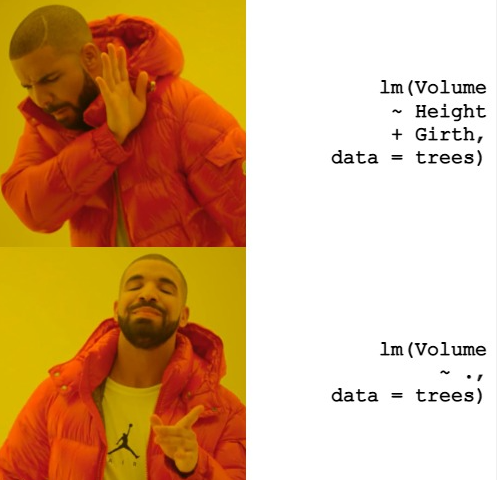 lm(Volume
~ Height
+ Girth,
data = trees)
lm(Volume
~ .,
data = trees)